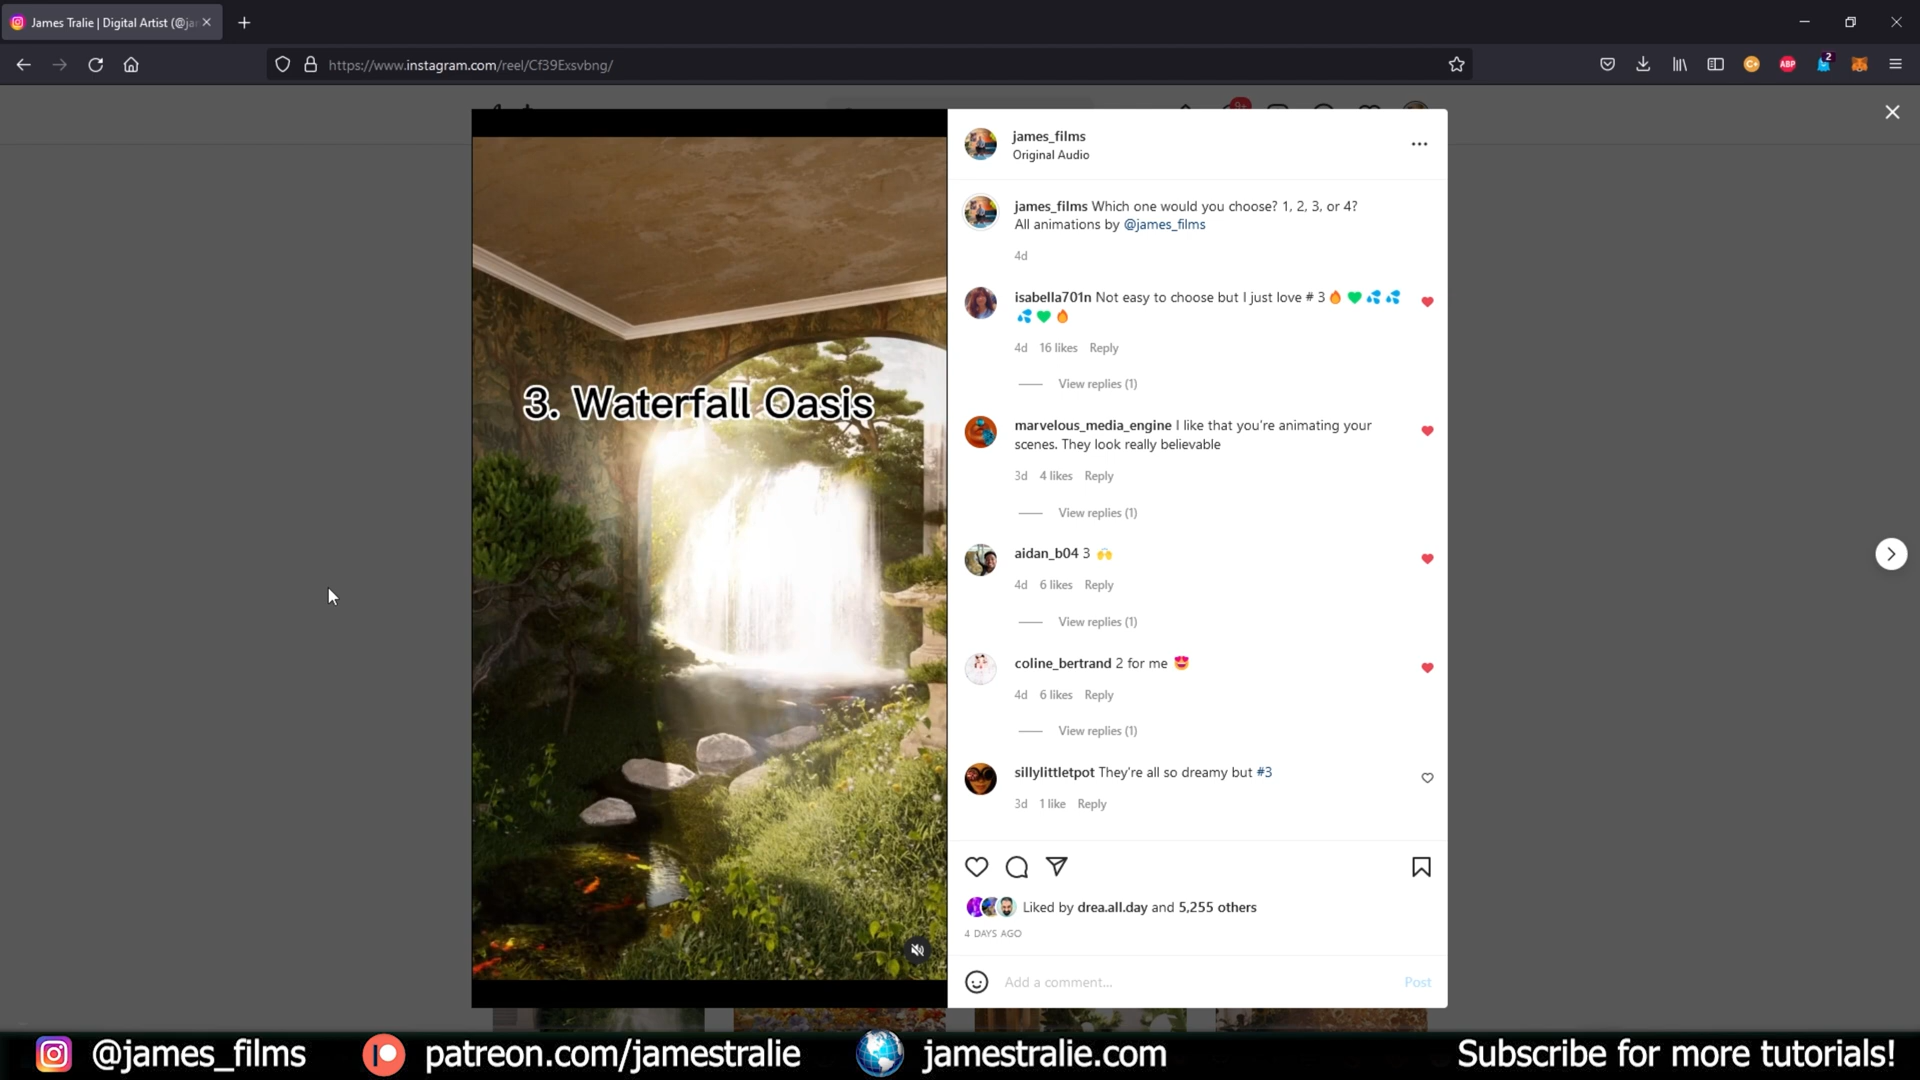 James Tralie | Digital Artist (@ja
https://www.instagram.com/reel/Cf39Exsvbng/
ABP
2
9+
james_films
Original Audio
james_films Which one would you choose? 1, 2, 3, or 4?
All animations by @james_films
4d
isabella701n Not easy to choose but I just love # 3🔥 💚 💦 💦
💦 💚 🔥
4d 16 likes Reply
View replies (1)
marvelous_media_engine I like that you're animating your
scenes. They look really believable
3d 4 likes Reply
View replies (1)
aidan_b04 3 🙌
4d 6 likes Reply
View replies (1)
coline_bertrand 2 for me 😍
4d 6 likes Reply
View replies (1)
sillylittletpot They're all so dreamy but #3
3d 1 like Reply
Liked by drea.all.day and 5,255 others
4 DAYS AGO
Add a comment...
Post
3. Waterfall Oasis
@james_films
patreon.com/jamestralie
jamestralie.com
Subscribe for more tutorials!